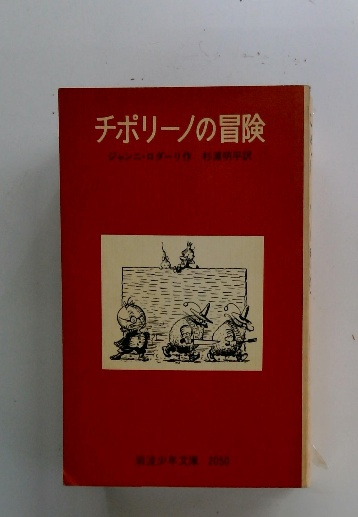 チポリーノの冒険
ジャンニ・ロダーリ作 杉浦明平訳
岩波少年文庫